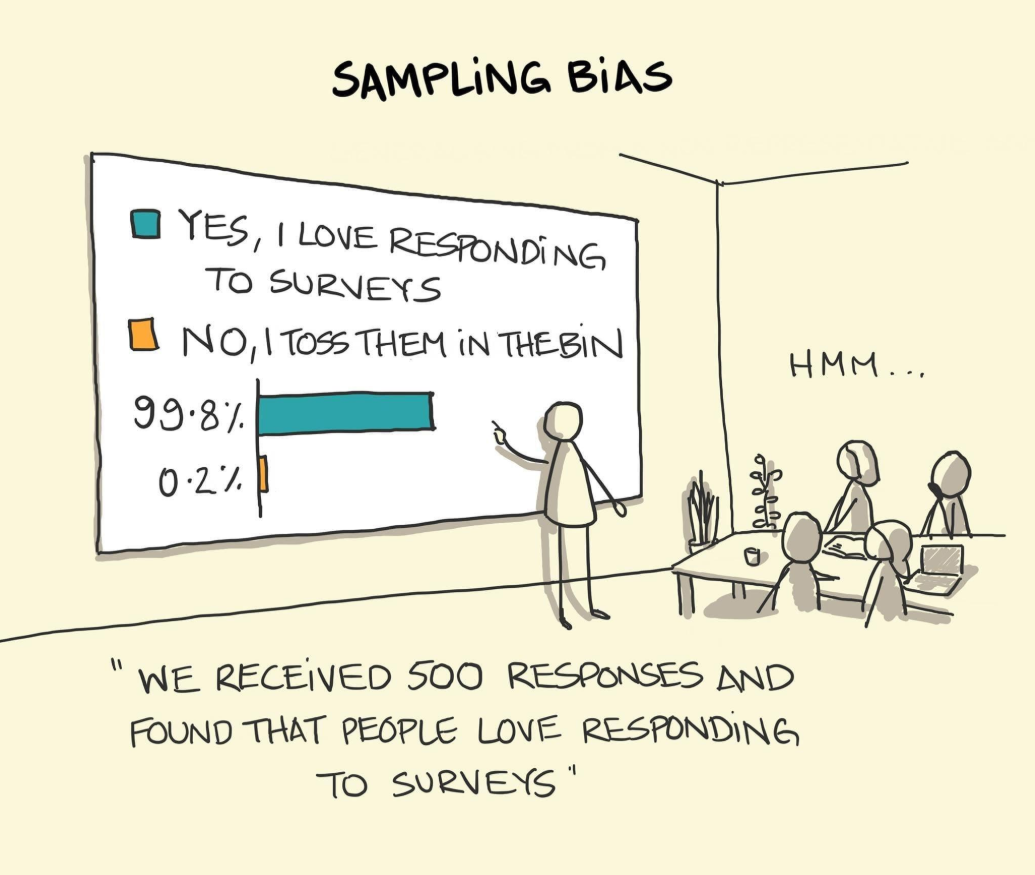 SAMPLING BIAS
YES, I LOVE RESPONDING
TO SURVEYS
NO, I TOSS THEM IN THE BIN
99.8%
0.2%
HMM...
"WE RECEIVED 500 RESPONSES AND
FOUND THAT PEOPLE LOVE RESPONDING
TO SURVEYS"